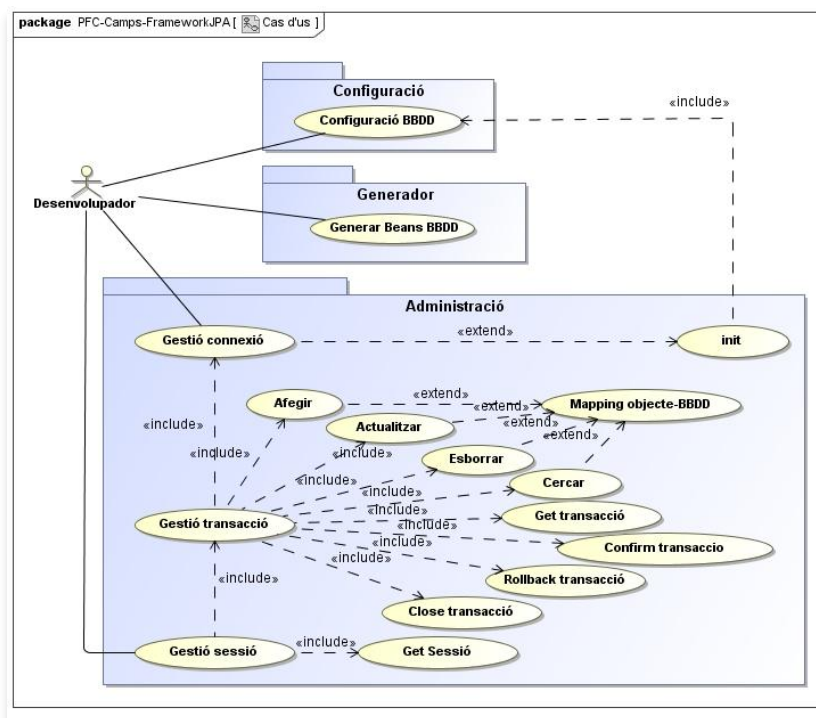 package PFC-Camps-FrameworkJPA [ Cas d'us ]
Configuració
«include»
Configuració BBDD
Desenvolupador
Generador
Generar Beans BBDD
Administració
«extend»
Gestió connexió
init
«extend»
Afegir
Mapping objecte-BBDD
«extend»
«include»
Actualitzar
«extend»
«extend»
«include»
«include»
Esborrar
Cercar
«include»
«include»
Get transacció
Gestió transacció
«include»
«include»
Confirm transaccio
«include»
Rollback transacció
«include»
Close transacció
«include»
Gestió sessió
Get Sessió